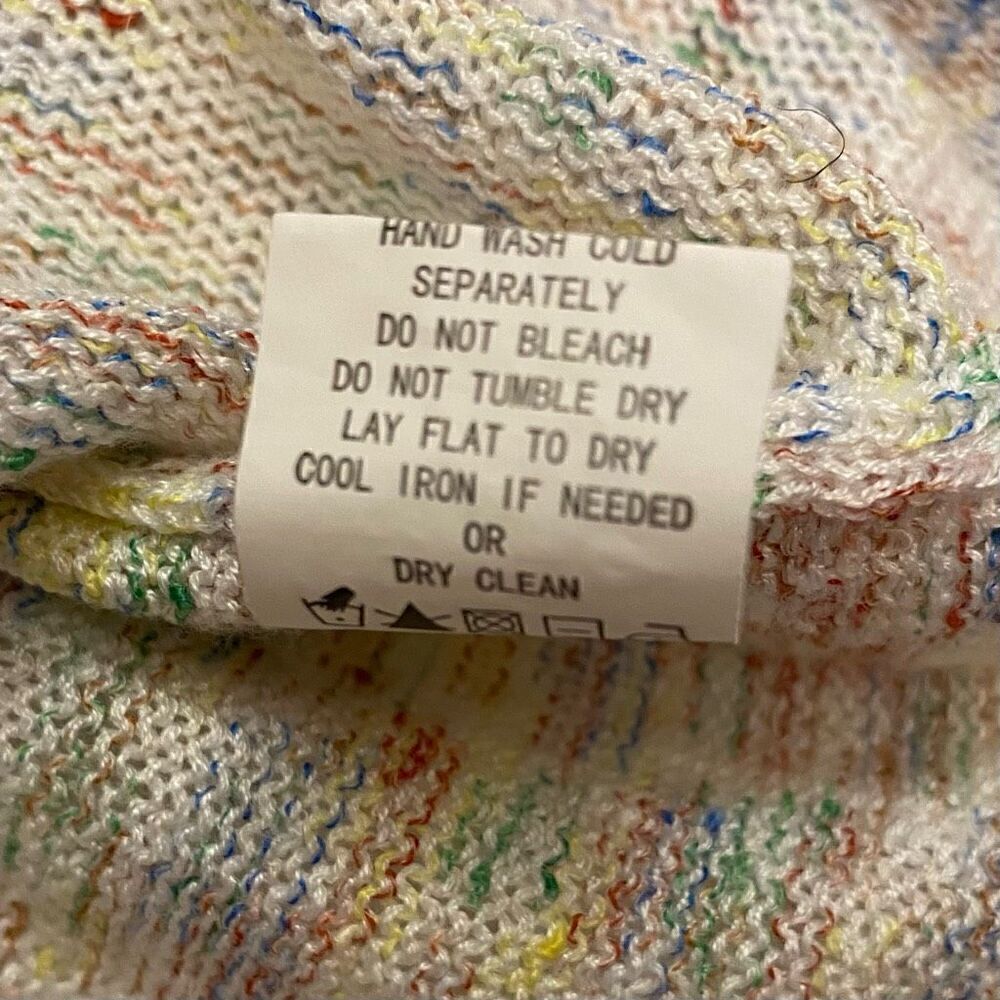 HAND WASH COLD
SEPARATELY
DO NOT BLEACH
DO NOT TUMBLE DRY
LAY FLAT TO DRY
COOL IRON IF NEEDED
OR
DRY CLEAN